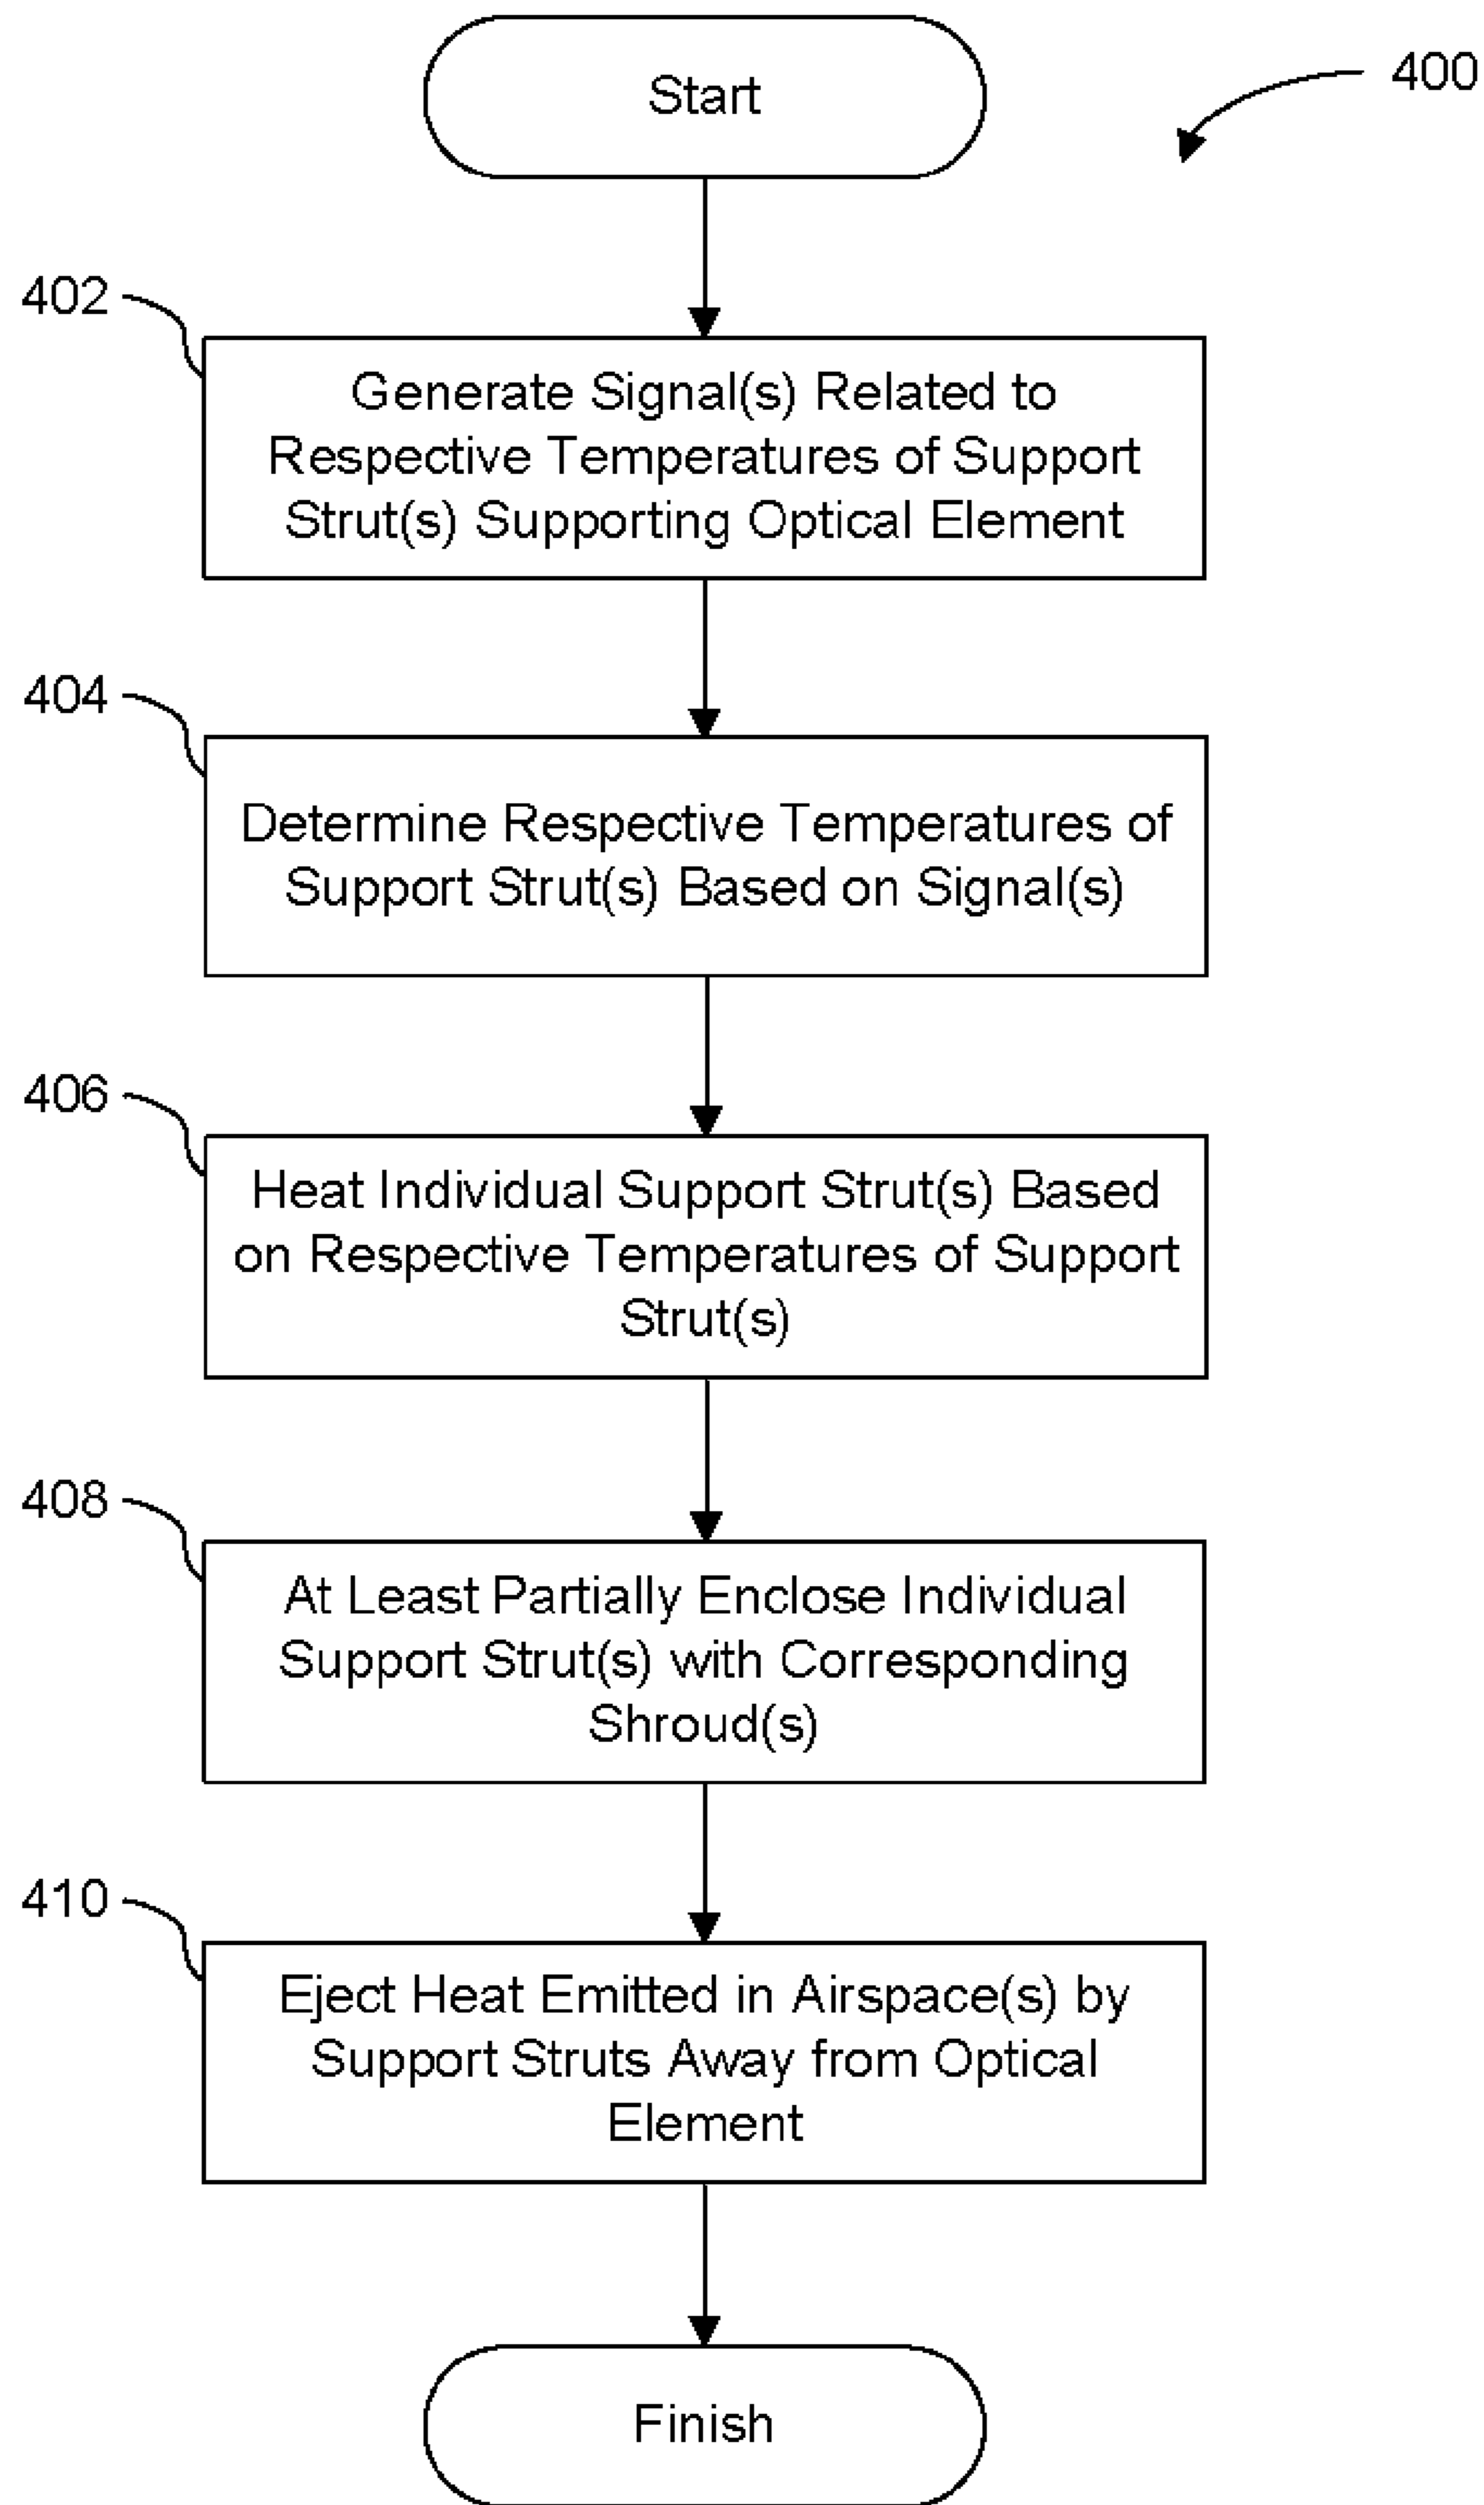 Start
400
402
Generate Signal(s) Related to
Respective Temperatures of Support
Strut(s) Supporting Optical Element
404
Determine Respective Temperatures of
Support Strut(s) Based on Signal(s)
406
Heat Individual Support Strut(s) Based
on Respective Temperatures of Support
Strut(s)
408
At Least Partially Enclose Individual
Support Strut(s) with Corresponding
Shroud(s)
410
Eject Heat Emitted in Airspace(s) by
Support Struts Away from Optical
Element
Finish